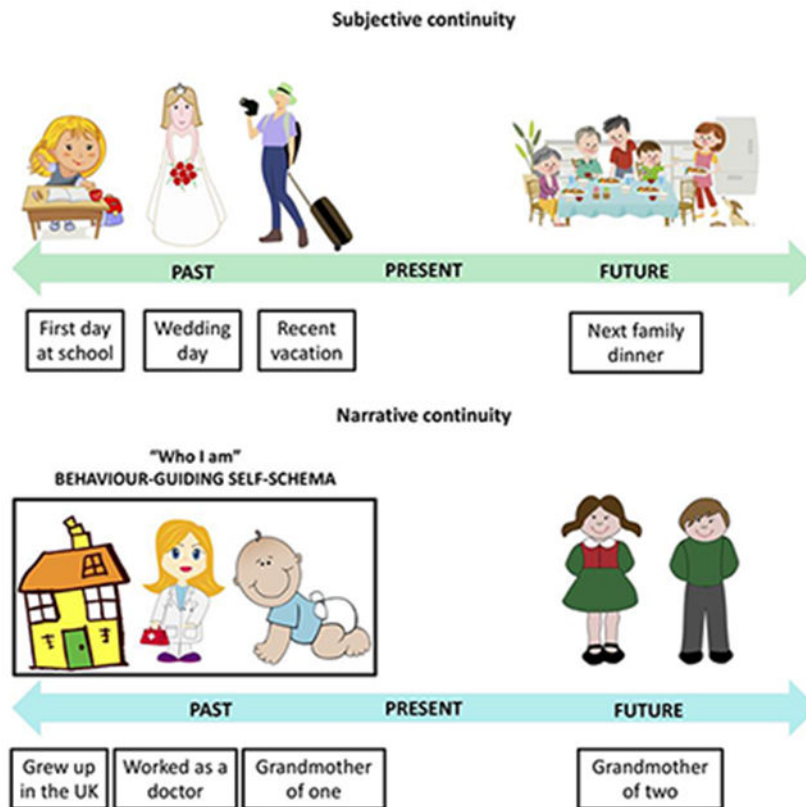 Subjective continuity
PAST
PRESENT
FUTURE
First day
at school
Wedding
day
Recent
vacation
Next family
dinner
Narrative continuity
"Who I am"
BEHAVIOUR-GUIDING SELF-SCHEMA
PAST
PRESENT
FUTURE
Grew up
in the UK
Worked as a
doctor
Grandmother
of one
Grandmother
of two